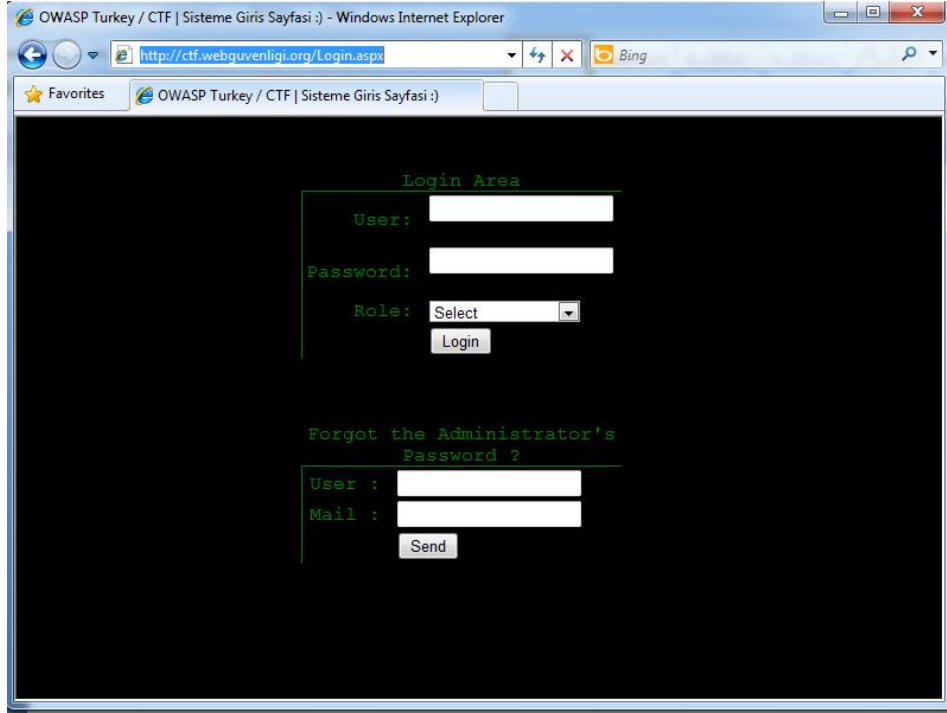 OWASP Turkey / CTF | Sisteme Giris Sayfasi :) - Windows Internet Explorer
http://ctf.webguvenligi.org/Login.aspx
Bing
Favorites
OWASP Turkey / CTF | Sisteme Giris Sayfasi :)
Login Area
User:
Password:
Role: Select
Login
Forgot the Administrator's
Password ?
User :
Mail :
Send